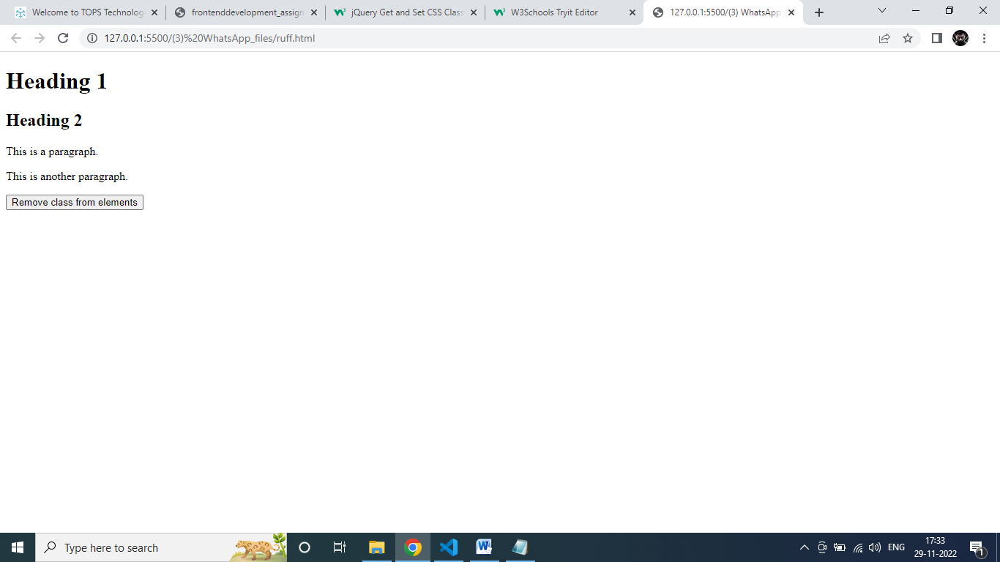 Welcome to TOPS Technolog
frontenddevelopment_assign
jQuery Get and Set CSS Class
W3Schools Tryit Editor
127.0.0.1:5500/(3) WhatsApp
127.0.0.1:5500/(3)%20WhatsApp_files/ruff.html
Heading 1
Heading 2
This is a paragraph.
This is another paragraph.
Remove class from elements
Type here to search
ENG
17:33
29-11-2022
1